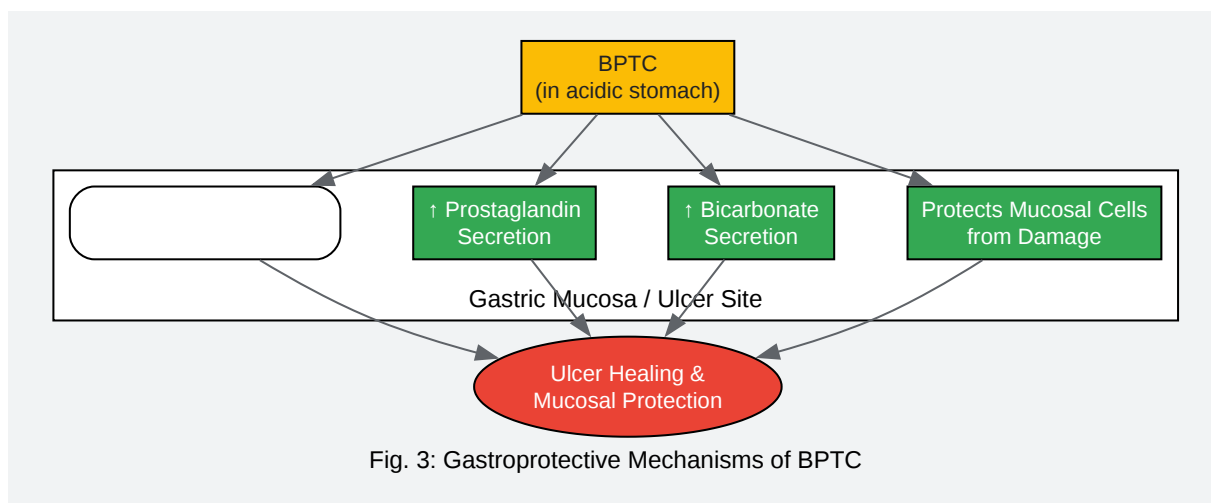 BPTC
(in acidic stomach)
↑ Prostaglandin
Secretion
↑ Bicarbonate
Secretion
Protects Mucosal Cells
from Damage
Gastric Mucosa / Ulcer Site
Ulcer Healing &
Mucosal Protection
Fig. 3: Gastroprotective Mechanisms of BPTC